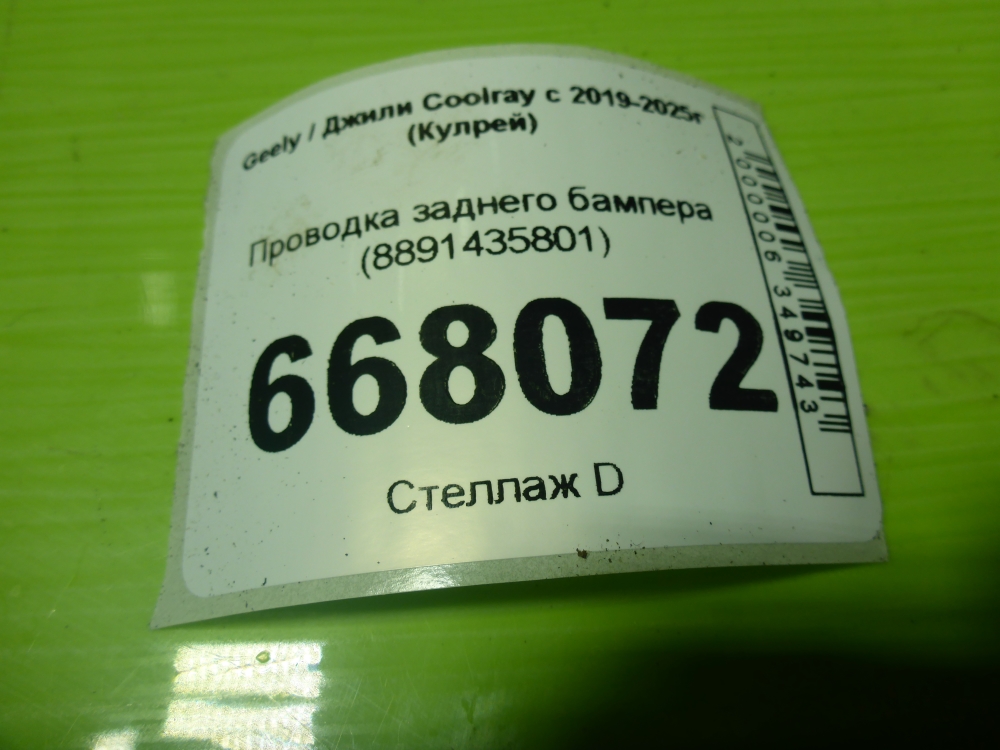 Geely / Джили Coolray с 2019-2025г
(Кулрей)
Проводка заднего бампера
(8891435801)
668072
Стеллаж D
2000006349743